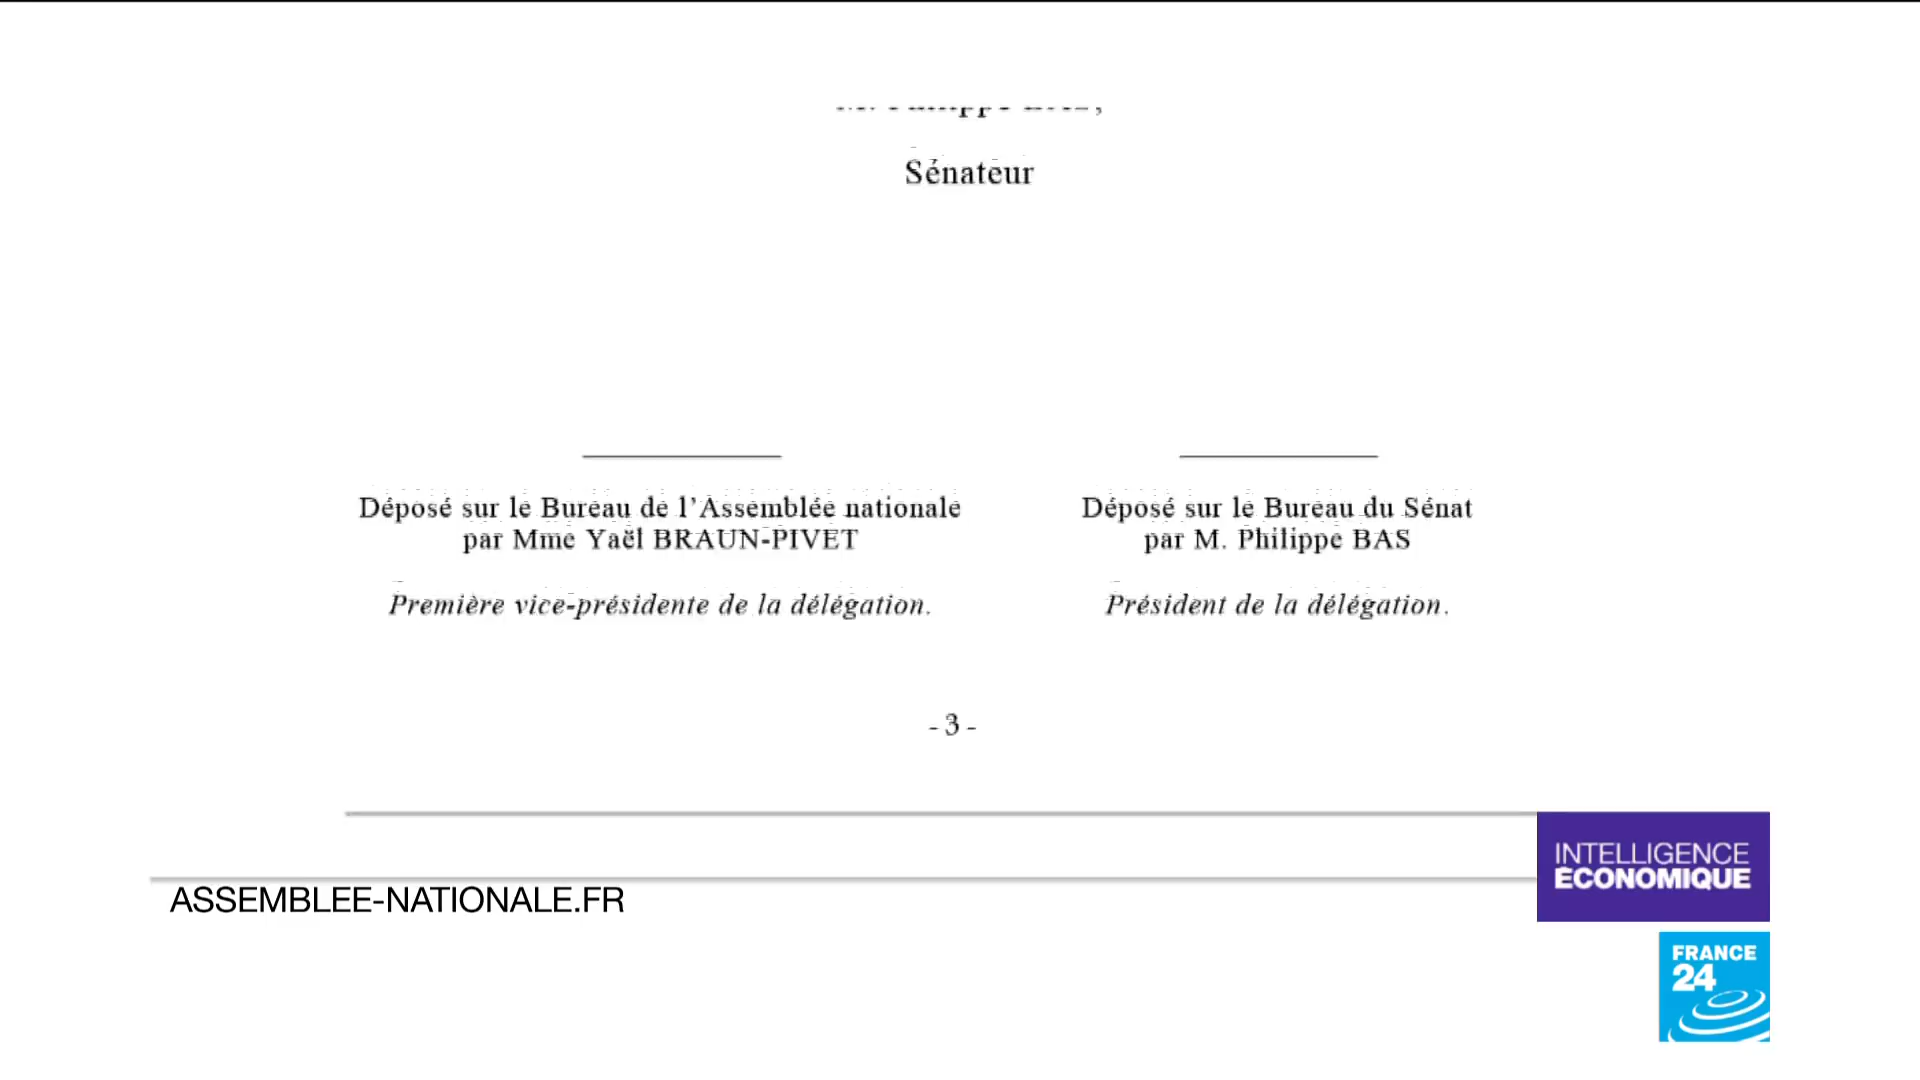 Sénateur
Déposé sur le Bureau de l’Assemblée nationale
par Mme Yaël BRAUN-PIVET
Première vice-présidente de la délégation.
Déposé sur le Bureau du Sénat
par M. Philippe BAS
Président de la délégation.
- 3 -
INTELLIGENCE
ÉCONOMIQUE
ASSEMBLEE-NATIONALE.FR
FRANCE
24